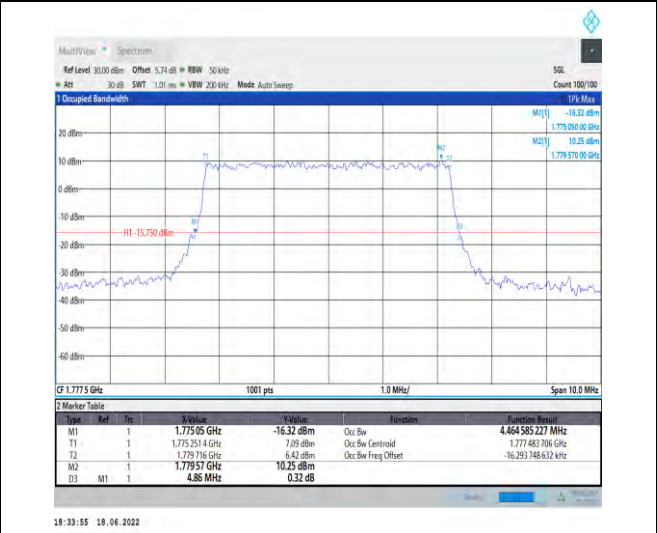 MultiView Spectrum
Ref Level 30.00 dBm Offset 5.74 dB RBW 50 kHz SGL
Att 30 dB SWT 1.01 ms VBW 200 kHz Mode Auto Sweep Count 100/100
1 Occupied Bandwidth 1Pk Max
M1[1] -16.32 dBm
1.775 050 00 GHz
M2[1] 10.25 dBm
1.779 570 00 GHz
20 dBm
10 dBm
0 dBm
-10 dBm
-20 dBm
-30 dBm
-40 dBm
-50 dBm
-60 dBm
T1
M2
T2
M1
H1 -15.750 dBm
CF 1.777 5 GHz 1001 pts 1.0 MHz/ Span 10.0 MHz
2 Marker Table
Type Ref Trc X-Value Y-Value Function Function Result
M1 1 1.775 05 GHz -16.32 dBm Occ Bw 4.464 585 227 MHz
T1 1 1.775 251 4 GHz 7.09 dBm Occ Bw Centroid 1.777 483 706 GHz
T2 1 1.779 716 GHz 6.42 dBm Occ Bw Freq Offset -16.293 748 632 kHz
M2 1 1.779 57 GHz 10.25 dBm
D3 M1 1 4.86 MHz 0.32 dB
18:33:55 18.06.2022